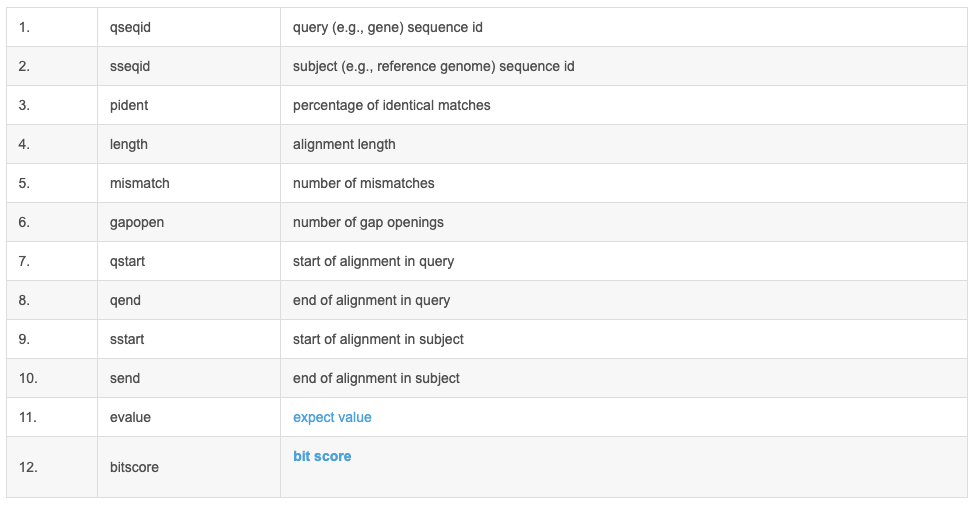 1. qseqid query (e.g., gene) sequence id
2. sseqid subject (e.g., reference genome) sequence id
3. pident percentage of identical matches
4. length alignment length
5. mismatch number of mismatches
6. gapopen number of gap openings
7. qstart start of alignment in query
8. qend end of alignment in query
9. sstart start of alignment in subject
10. send end of alignment in subject
11. evalue expect value
12. bitscore bit score